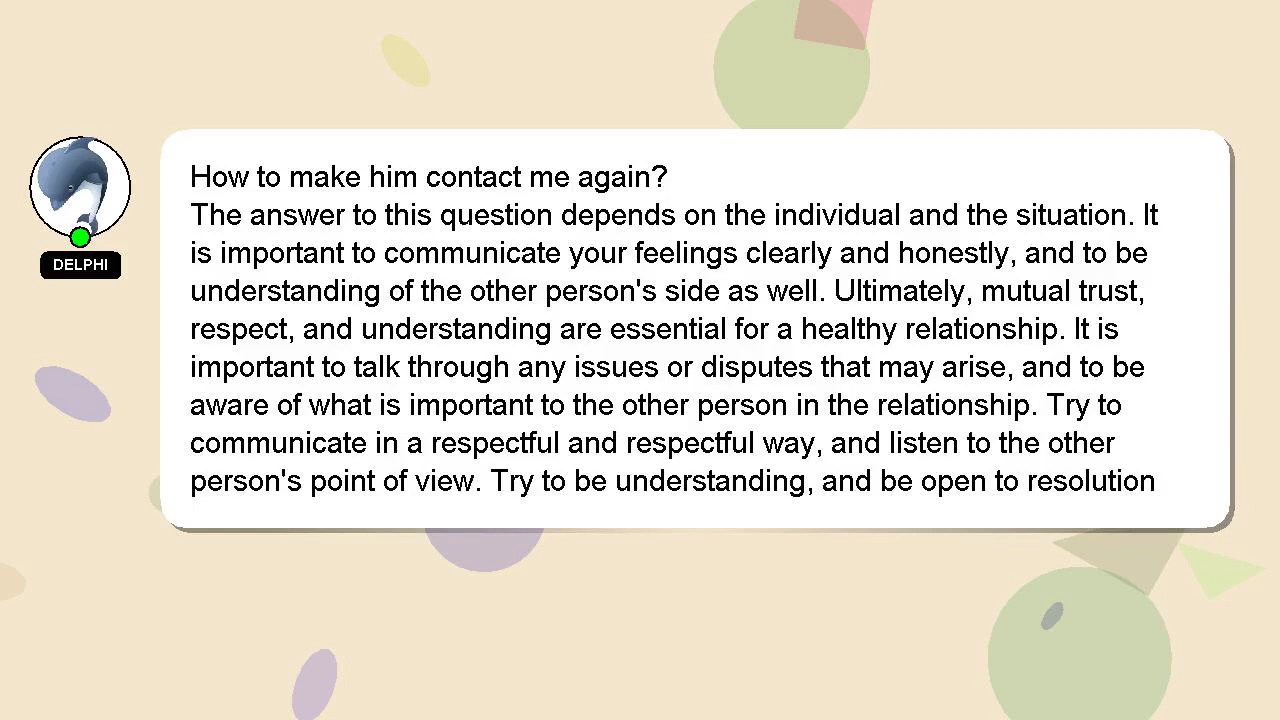 How to make him contact me again?
The answer to this question depends on the individual and the situation. It
is important to communicate your feelings clearly and honestly, and to be
understanding of the other person's side as well. Ultimately, mutual trust,
respect, and understanding are essential for a healthy relationship. It is
important to talk through any issues or disputes that may arise, and to be
aware of what is important to the other person in the relationship. Try to
communicate in a respectful and respectful way, and listen to the other
person's point of view. Try to be understanding, and be open to resolution
DELPHI